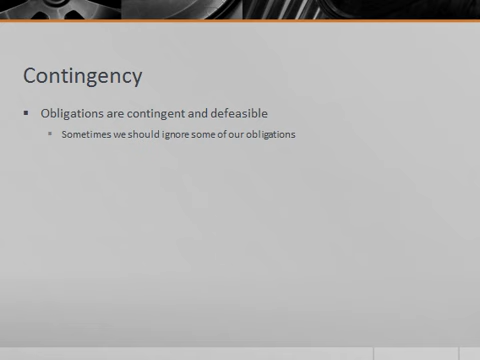 Contingency
Obligations are contingent and defeasible
Sometimes we should ignore some of our obligations